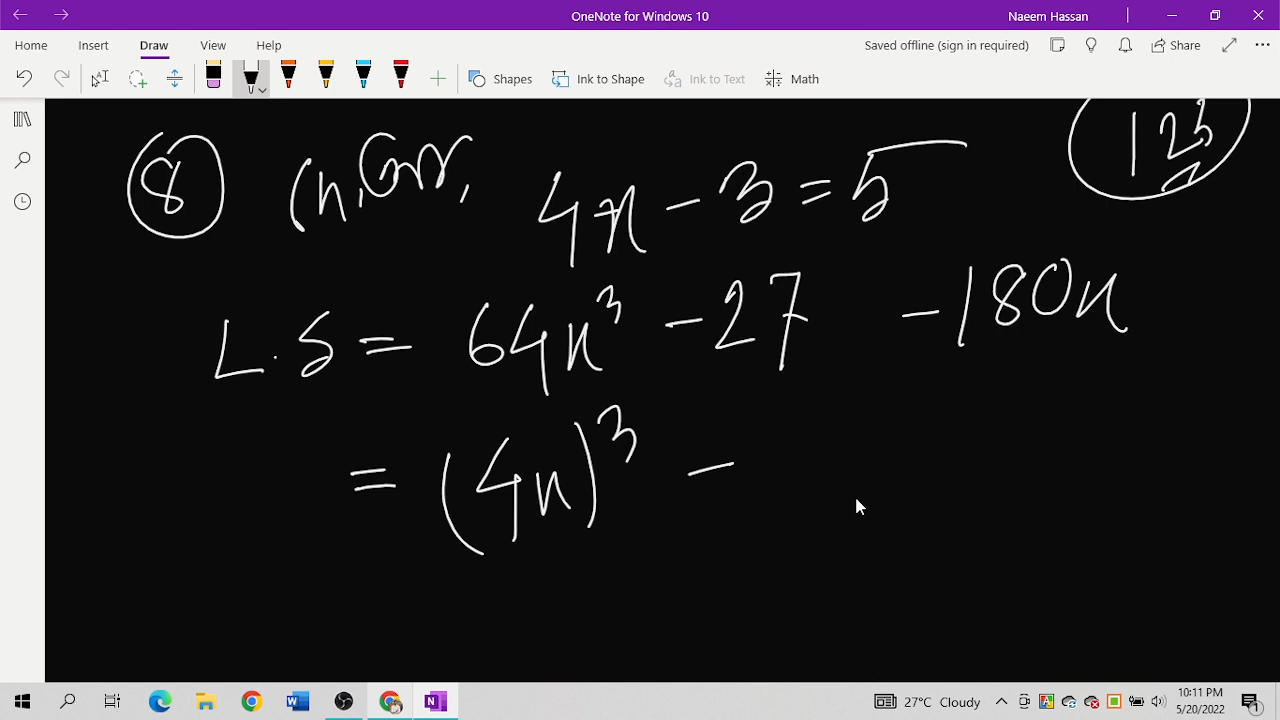 OneNote for Windows 10
Naeem Hassan
Home Insert Draw View Help
Saved offline (sign in required) Share
Shapes Ink to Shape Ink to Text Math
125
8 4x - 3 = 5
L.S = 64x³ - 27 - 180x
= (4x)³ -
27°C Cloudy
10:11 PM
5/20/2022
1